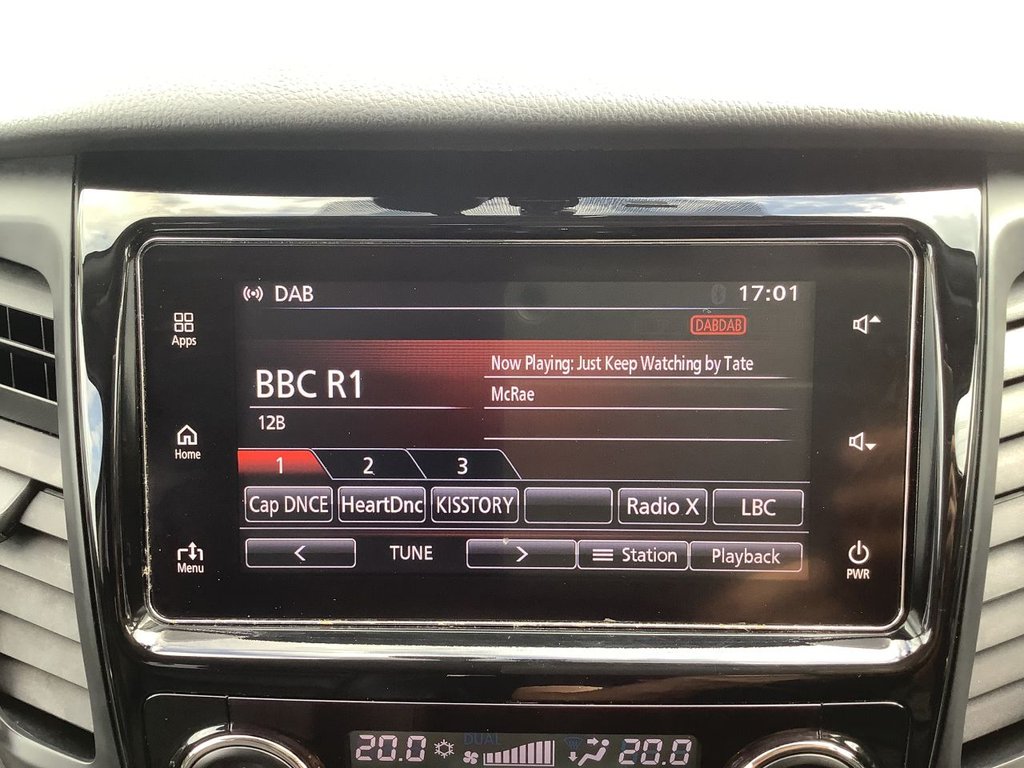 DAB 17:01
DABDAB
Apps
BBC R1
Now Playing: Just Keep Watching by Tate
McRae
12B
Home
1 2 3
Cap DNCE HeartDnc KISSTORY Radio X LBC
< TUNE > Station Playback
Menu
PWR
20.0 DUAL 20.0